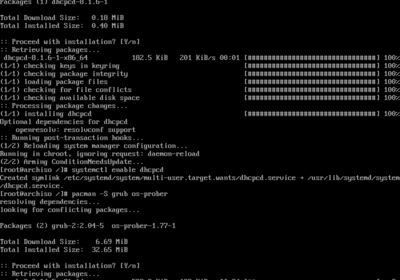 Packages (1) dhcpcd-8.1.6-1
Total Download Size: 0.18 MiB
Total Installed Size: 0.40 MiB
:: Proceed with installation? [Y/n]
:: Retrieving packages...
dhcpcd-8.1.6-1-x86_64 182.5 KiB 201 KiB/s 00:01 [################################] 100%
(1/1) checking keys in keyring [################################] 100%
(1/1) checking package integrity [################################] 100%
(1/1) loading package files [################################] 100%
(1/1) checking for file conflicts [################################] 100%
(1/1) checking available disk space [################################] 100%
:: Processing package changes...
(1/1) installing dhcpcd [################################] 100%
Optional dependencies for dhcpcd
openresolv: resolvconf support
:: Running post-transaction hooks...
(1/2) Reloading system manager configuration...
Running in chroot, ignoring request: daemon-reload
(2/2) Arming ConditionNeedsUpdate...
[root@archiso /]# systemctl enable dhcpcd
Created symlink /etc/systemd/system/multi-user.target.wants/dhcpcd.service → /usr/lib/systemd/system
/dhcpcd.service.
[root@archiso /]# pacman -S grub os-prober
resolving dependencies...
looking for conflicting packages...
Packages (2) grub-2:2.04-5 os-prober-1.77-1
Total Download Size: 6.69 MiB
Total Installed Size: 32.65 MiB
:: Proceed with installation? [Y/n]
:: Retrieving packages...